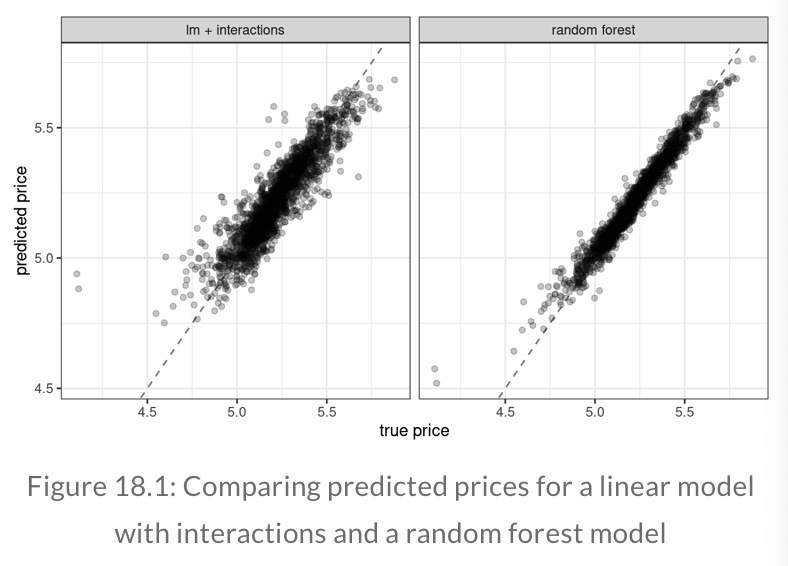 lm + interactions
random forest
5.5
5.0
4.5
predicted price
4.5 5.0 5.5
4.5 5.0 5.5
true price
Figure 18.1: Comparing predicted prices for a linear model
with interactions and a random forest model